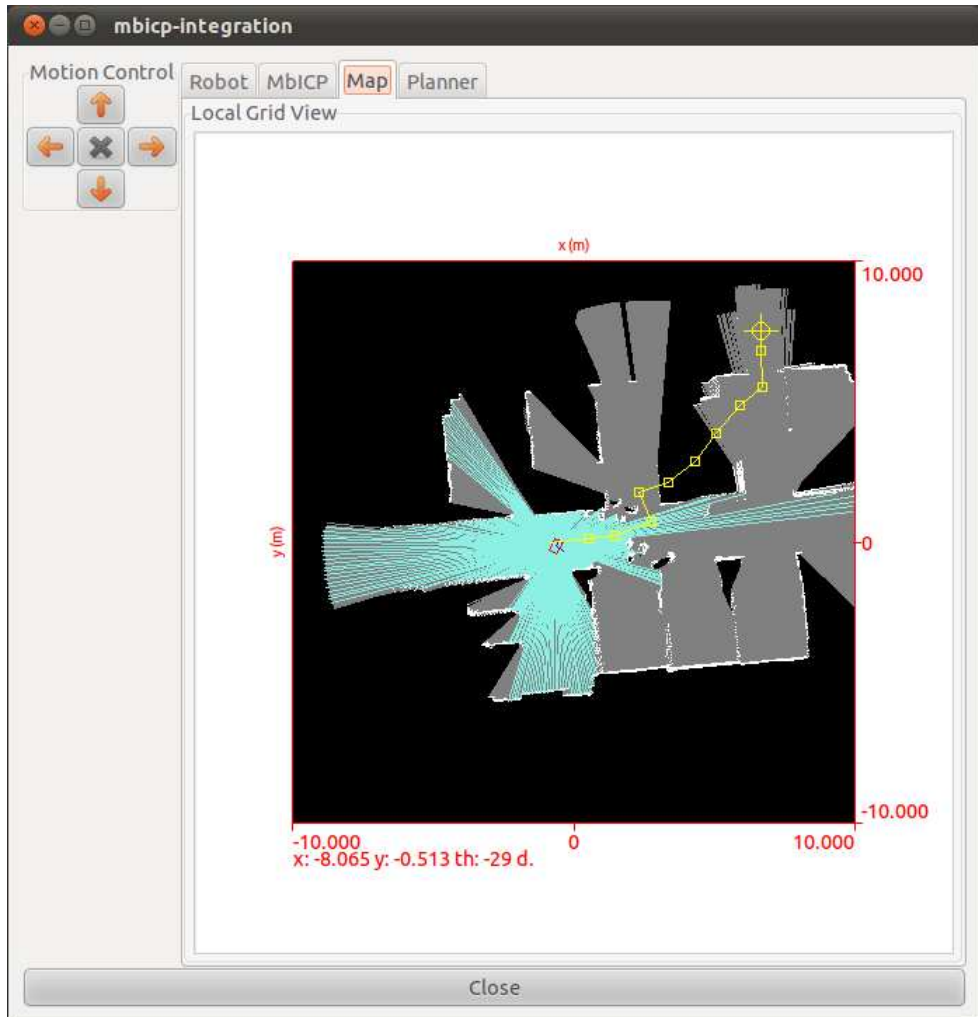 mbicp-integration
Motion Control
Robot MbICP Map Planner
Local Grid View
x (m)
10.000
y (m)
0
-10.000
-10.000 0 10.000
x: -8.065 y: -0.513 th: -29 d.
Close